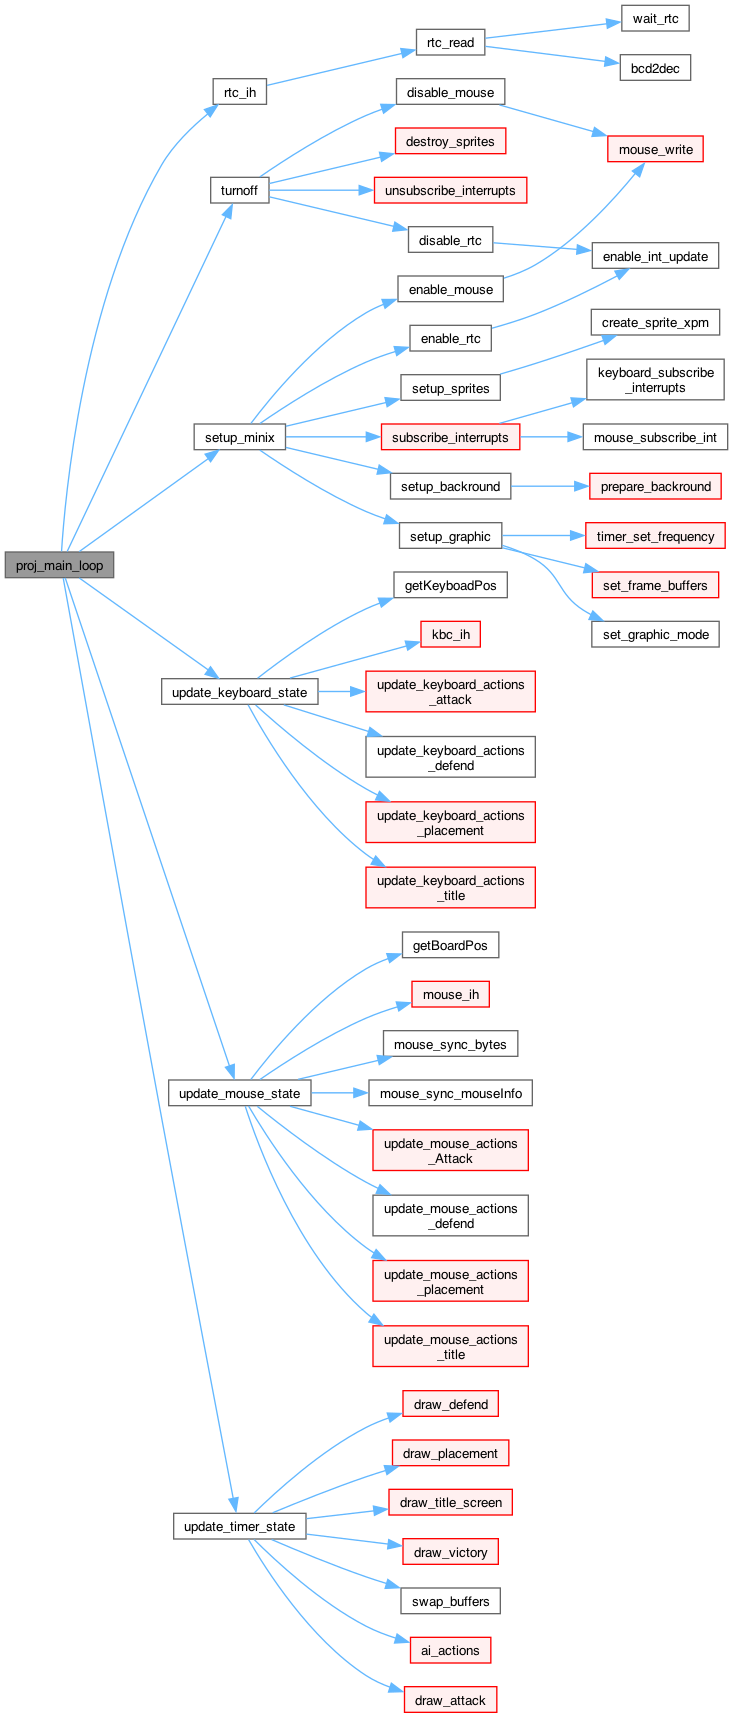 wait_rtc
rtc_read
bcd2dec
rtc_ih
disable_mouse
destroy_sprites
mouse_write
turnoff
unsubscribe_interrupts
disable_rtc
enable_int_update
enable_mouse
create_sprite_xpm
enable_rtc
keyboard_subscribe
_interrupts
setup_sprites
setup_minix
subscribe_interrupts
mouse_subscribe_int
setup_backround
prepare_backround
setup_graphic
timer_set_frequency
proj_main_loop
set_frame_buffers
getKeyboadPos
set_graphic_mode
kbc_ih
update_keyboard_state
update_keyboard_actions
_attack
update_keyboard_actions
_defend
update_keyboard_actions
_placement
update_keyboard_actions
_title
getBoardPos
mouse_ih
mouse_sync_bytes
update_mouse_state
mouse_sync_mouseInfo
update_mouse_actions
_Attack
update_mouse_actions
_defend
update_mouse_actions
_placement
update_mouse_actions
_title
draw_defend
draw_placement
draw_title_screen
update_timer_state
draw_victory
swap_buffers
ai_actions
draw_attack